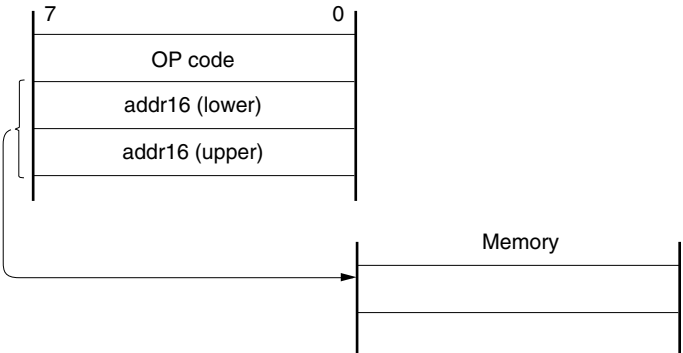 7 0
OP code
addr16 (lower)
addr16 (upper)
Memory